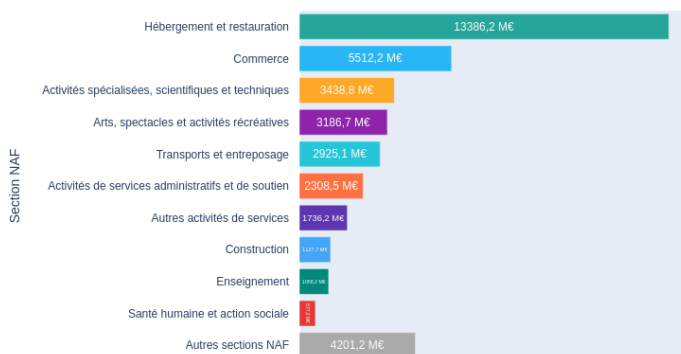 Section NAF
Hébergement et restauration 13386,2 M€
Commerce 5512,2 M€
Activités spécialisées, scientifiques et techniques 3438,8 M€
Arts, spectacles et activités récréatives 3186,7 M€
Transports et entreposage 2925,1 M€
Activités de services administratifs et de soutien 2308,5 M€
Autres activités de services 1736,2 M€
Construction M€
Enseignement M€
Santé humaine et action sociale M€
Autres sections NAF 4201,2 M€